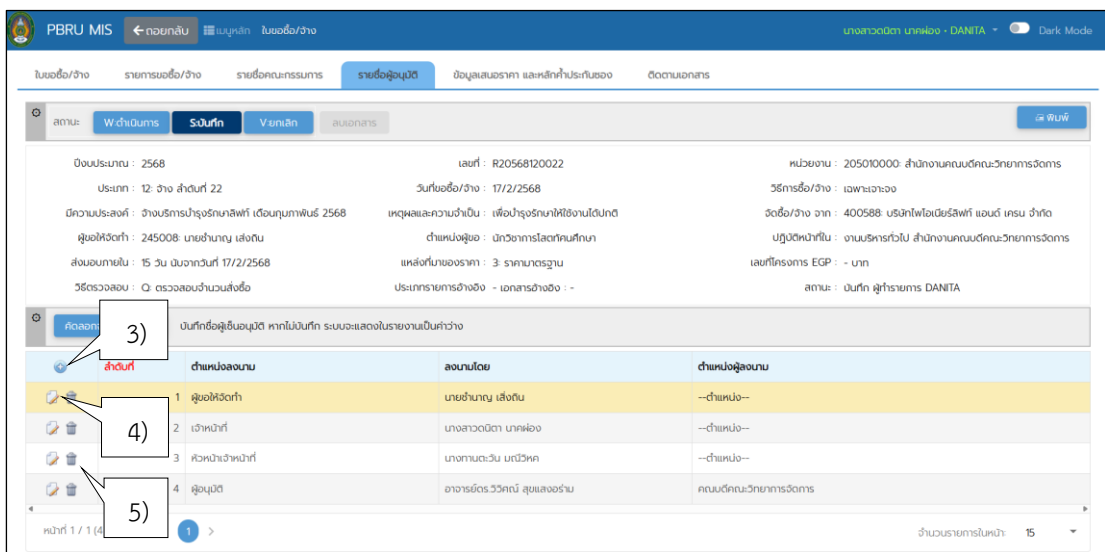 PBRU MIS ถอยกลับ เมนูหลัก ใบขอซื้อ/จ้าง นางสาวดนิตา นาคผ่อง - DANITA Dark Mode
ใบขอซื้อ/จ้าง รายการขอซื้อ/จ้าง รายชื่อคณะกรรมการ รายชื่อผู้อนุมัติ ข้อมูลเสนอราคา และหลักค้ำประกันซอง ติดตามเอกสาร
สถานะ: W:ดำเนินการ S:บันทึก V:ยกเลิก ลบเอกสาร พิมพ์
ปีงบประมาณ : 2568 เลขที่ : R20568120022 หน่วยงาน : 205010000: สำนักงานคณบดีคณะวิทยาการจัดการ
ประเภท : 12: จ้าง ลำดับที่ 22 วันที่ขอซื้อ/จ้าง : 17/2/2568 วิธีการซื้อ/จ้าง : เฉพาะเจาะจง
มีความประสงค์ : จ้างบริการบำรุงรักษาลิฟท์ เดือนกุมภาพันธ์ 2568 เหตุผลและความจำเป็น : เพื่อบำรุงรักษาให้ใช้งานได้ปกติ จัดซื้อ/จ้าง จาก : 400588: บริษัทไพโอเนียร์ลิฟท์ แอนด์ เครน จำกัด
ผู้ขอให้จัดทำ : 245008: นายชำนาญ เส่งถิน ตำแหน่งผู้ขอ : นักวิชาการโสตทัศนศึกษา ปฏิบัติหน้าที่ใน : งานบริหารทั่วไป สำนักงานคณบดีคณะวิทยาการจัดการ
ส่งมอบภายใน : 15 วัน นับจากวันที่ 17/2/2568 แหล่งที่มาของราคา : 3: ราคามาตรฐาน เลขที่โครงการ EGP : - บาท
วิธีตรวจสอบ : Q: ตรวจสอบจำนวนสั่งซื้อ ประเภทรายการอ้างอิง - เอกสารอ้างอิง : - สถานะ : บันทึก ผู้ทำรายการ DANITA
คัดลอก 3) บันทึกชื่อผู้เซ็นอนุมัติ หากไม่บันทึก ระบบจะแสดงในรายงานเป็นค่าว่าง
ลำดับที่ ตำแหน่งลงนาม ลงนามโดย ตำแหน่งผู้ลงนาม
1 ผู้ขอให้จัดทำ นายชำนาญ เส่งถิน --ตำแหน่ง--
4) 2 เจ้าหน้าที่ นางสาวดนิตา นาคผ่อง --ตำแหน่ง--
3 หัวหน้าเจ้าหน้าที่ นางทานตะวัน มณีวิหค --ตำแหน่ง--
4 ผู้อนุมัติ อาจารย์ดร.วิวิศณ์ สุขแสงอร่าม คณบดีคณะวิทยาการจัดการ
5)
หน้าที่ 1 / 1 (4 1 > จำนวนรายการในหน้า: 15